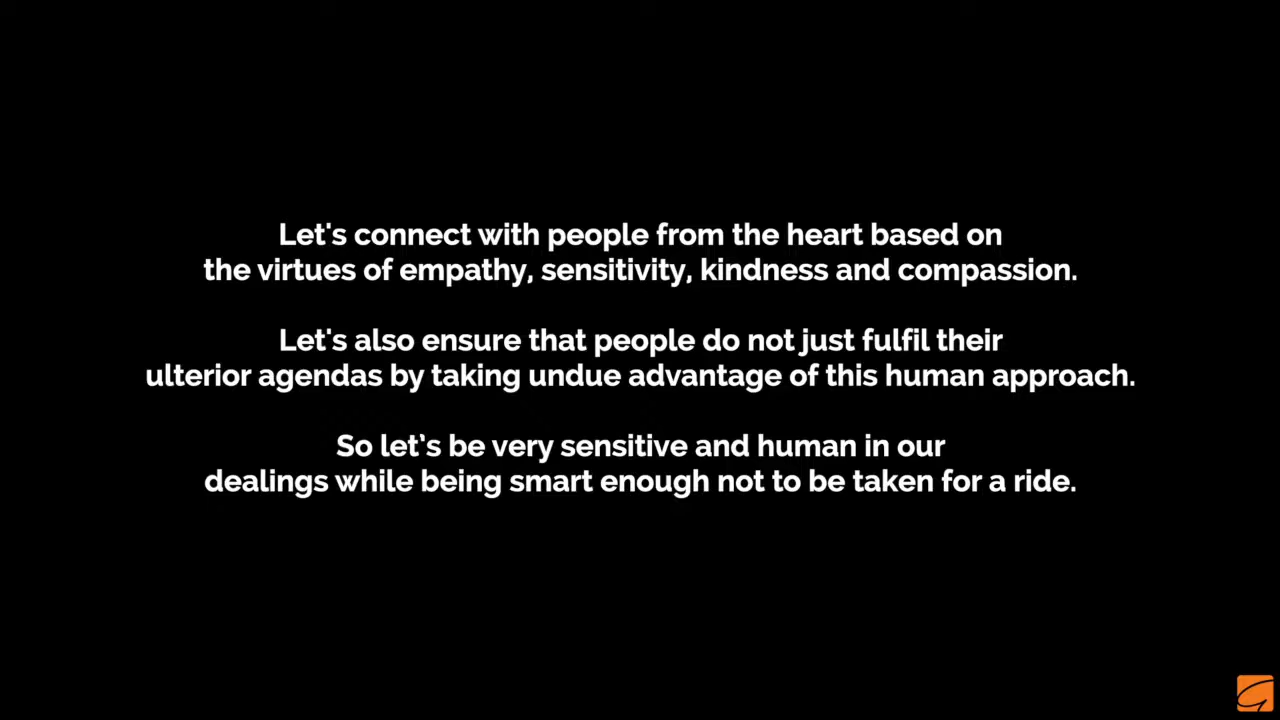 Let's connect with people from the heart based on
the virtues of empathy, sensitivity, kindness and compassion.
Let's also ensure that people do not just fulfil their
ulterior agendas by taking undue advantage of this human approach.
So let’s be very sensitive and human in our
dealings while being smart enough not to be taken for a ride.